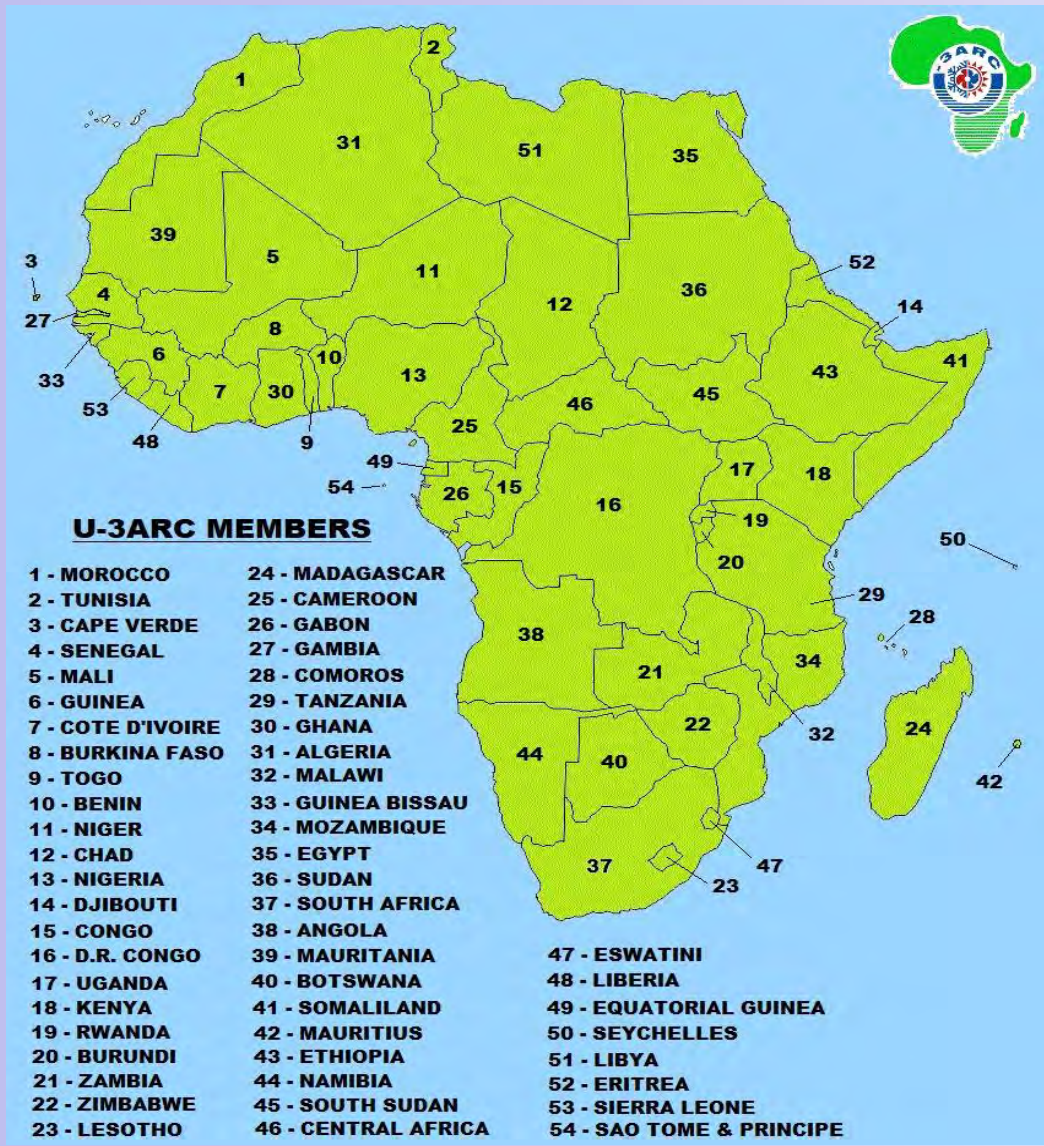 3ARC
1
2
31
51
35
39
5
11
12
36
52
3
4
27
8
14
6
10
13
43
41
33
7
30
45
53
46
48
9
25
49
54
26
15
16
17
18
19
50
20
29
28
38
34
21
22
32
24
44
40
42
37
47
23
U-3ARC MEMBERS
1 - MOROCCO
2 - TUNISIA
3 - CAPE VERDE
4 - SENEGAL
5 - MALI
6 - GUINEA
7 - COTE D'IVOIRE
8 - BURKINA FASO
9 - TOGO
10 - BENIN
11 - NIGER
12 - CHAD
13 - NIGERIA
14 - DJIBOUTI
15 - CONGO
16 - D.R. CONGO
17 - UGANDA
18 - KENYA
19 - RWANDA
20 - BURUNDI
21 - ZAMBIA
22 - ZIMBABWE
23 - LESOTHO
24 - MADAGASCAR
25 - CAMEROON
26 - GABON
27 - GAMBIA
28 - COMOROS
29 - TANZANIA
30 - GHANA
31 - ALGERIA
32 - MALAWI
33 - GUINEA BISSAU
34 - MOZAMBIQUE
35 - EGYPT
36 - SUDAN
37 - SOUTH AFRICA
38 - ANGOLA
39 - MAURITANIA
40 - BOTSWANA
41 - SOMALILAND
42 - MAURITIUS
43 - ETHIOPIA
44 - NAMIBIA
45 - SOUTH SUDAN
46 - CENTRAL AFRICA
47 - ESWATINI
48 - LIBERIA
49 - EQUATORIAL GUINEA
50 - SEYCHELLES
51 - LIBYA
52 - ERITREA
53 - SIERRA LEONE
54 - SAO TOME & PRINCIPE